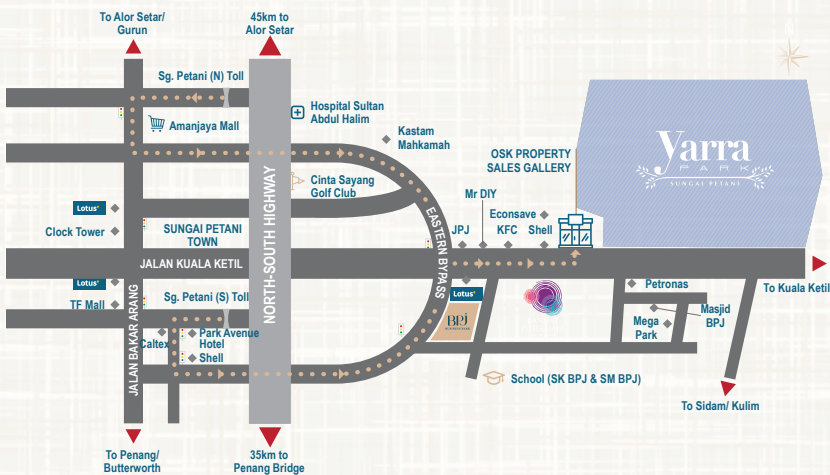 To Alor Setar/
Gurun
45km to
Alor Setar
Sg. Petani (N) Toll
Amanjaya Mall
Hospital Sultan
Abdul Halim
Kastam
Mahkamah
OSK PROPERTY
SALES GALLERY
Yarra
PARK
SUNGAI PETANI
Cinta Sayang
Golf Club
Mr DIY
Lotus's
Clock Tower
SUNGAI PETANI
TOWN
NORTH-SOUTH HIGHWAY
EASTERN BYPASS
JPJ
Econsave
KFC
Shell
JALAN KUALA KETIL
Lotus's
TF Mall
Sg. Petani (S) Toll
JALAN BAKAR ARANG
Caltex
Park Avenue
Hotel
Shell
Lotus's
BPJ
Petronas
To Kuala Ketil
Masjid
BPJ
Mega
Park
School (SK BPJ & SM BPJ)
To Sidam/ Kulim
To Penang/
Butterworth
35km to
Penang Bridge